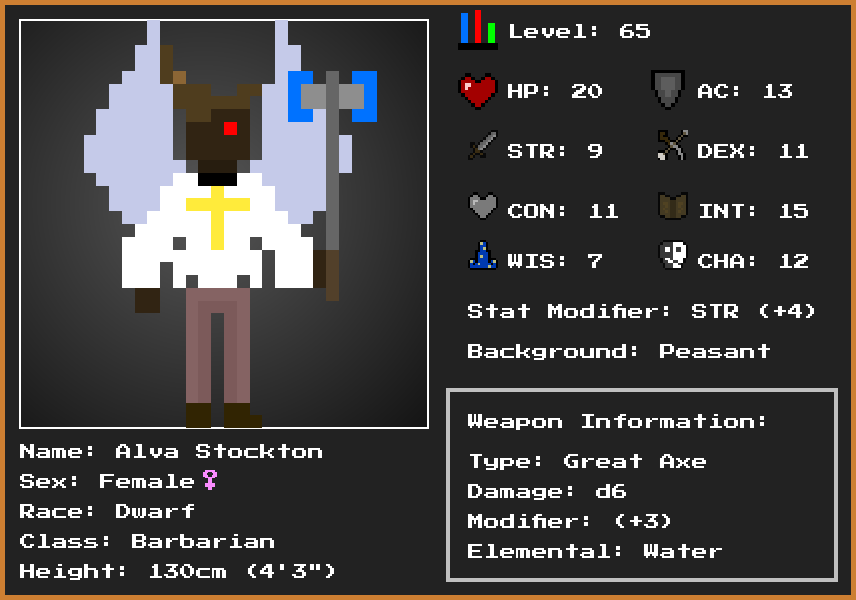 Level: 65
HP: 20
AC: 13
STR: 9
DEX: 11
CON: 11
INT: 15
WIS: 7
CHA: 12
Stat Modifier: STR (+4)
Background: Peasant
Weapon Information:
Type: Great Axe
Damage: d6
Modifier: (+3)
Elemental: Water
Name: Alva Stockton
Sex: Female♀
Race: Dwarf
Class: Barbarian
Height: 130cm (4'3")